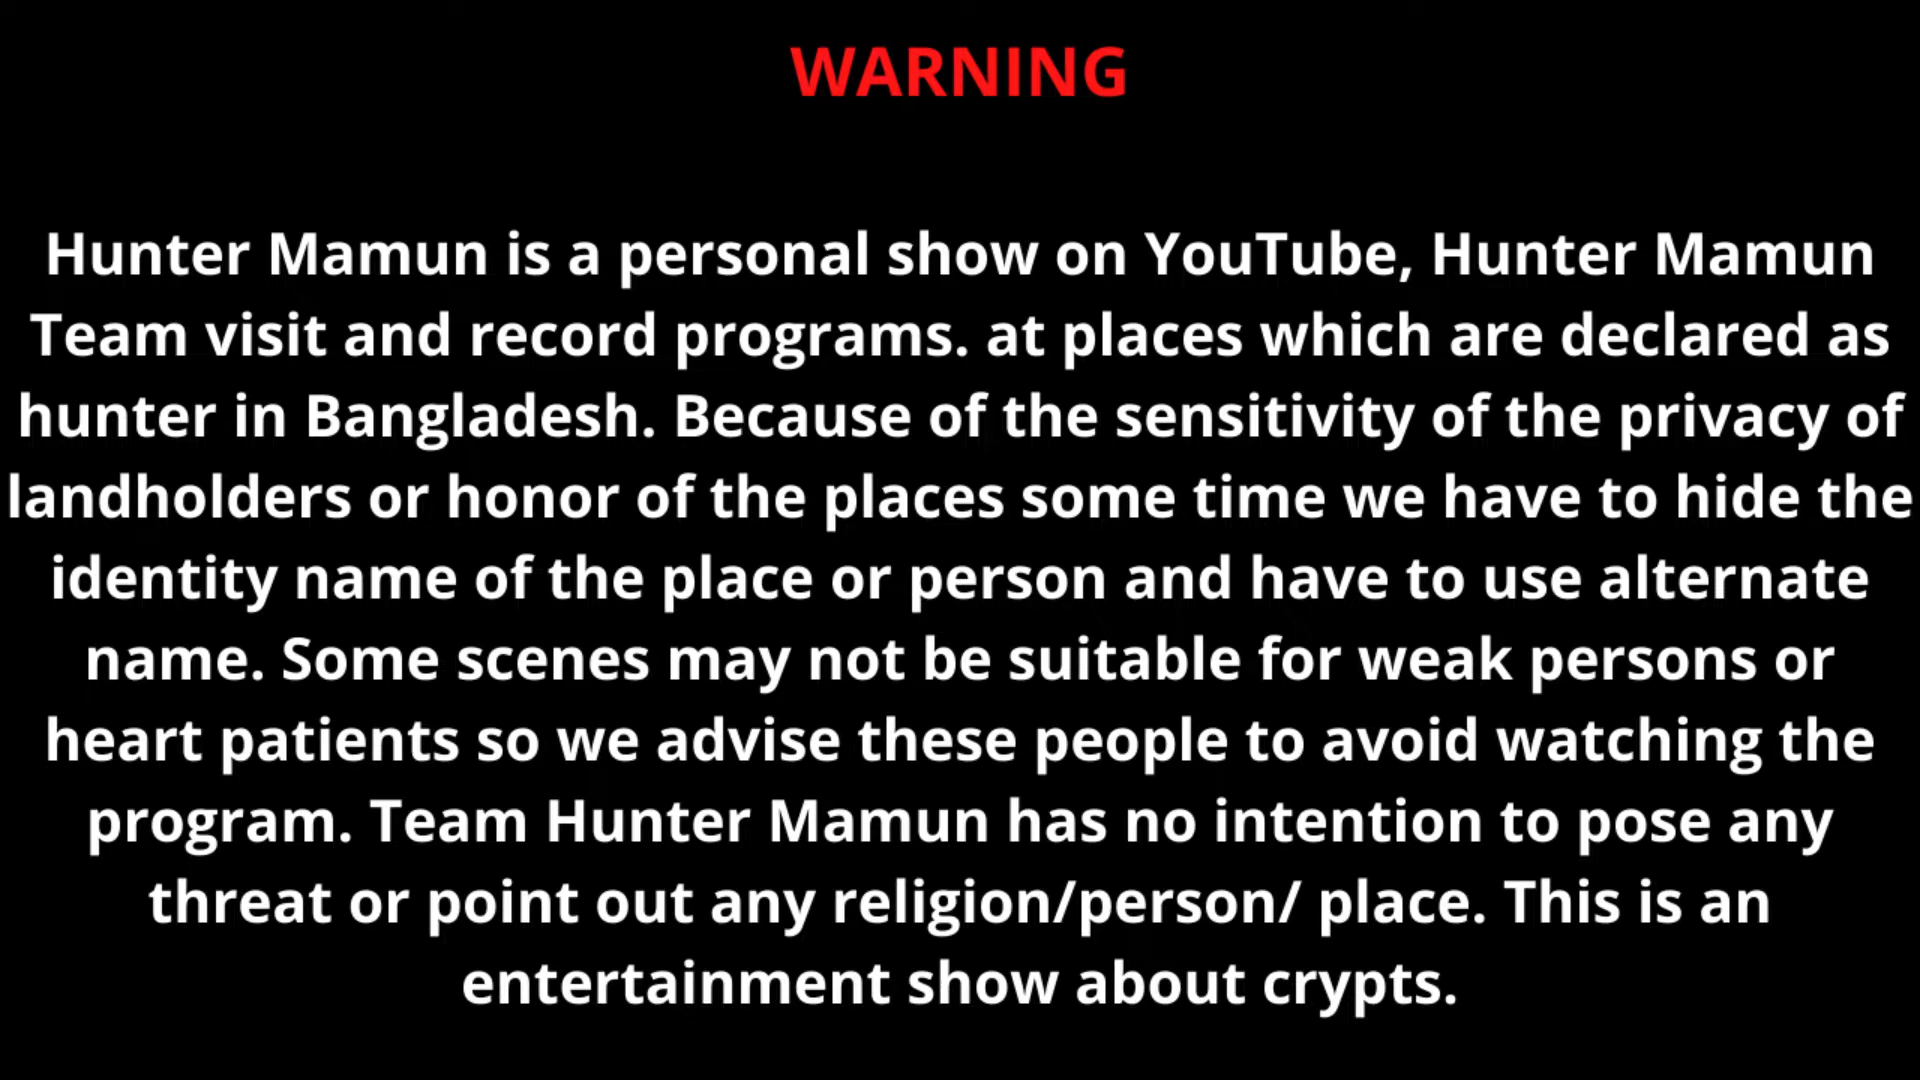 WARNING
Hunter Mamun is a personal show on YouTube, Hunter Mamun
Team visit and record programs. at places which are declared as
hunter in Bangladesh. Because of the sensitivity of the privacy of
landholders or honor of the places some time we have to hide the
identity name of the place or person and have to use alternate
name. Some scenes may not be suitable for weak persons or
heart patients so we advise these people to avoid watching the
program. Team Hunter Mamun has no intention to pose any
threat or point out any religion/person/ place. This is an
entertainment show about crypts.